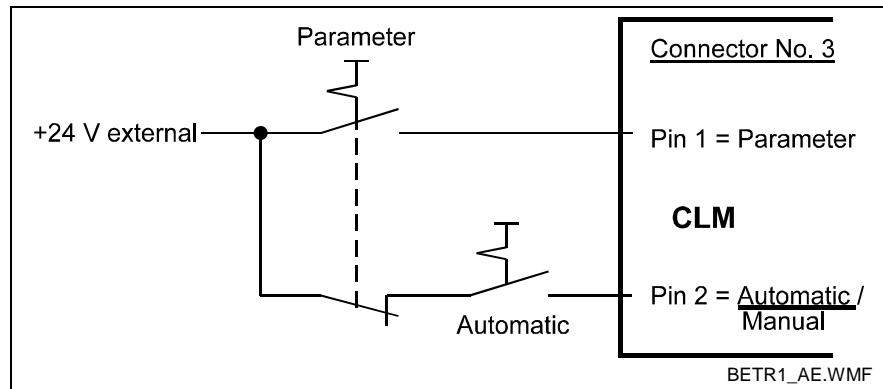 Parameter
Connector No. 3
+24 V external
Pin 1 = Parameter
CLM
Pin 2 = Automatic /
Manual
Automatic
BETR1_AE.WMF